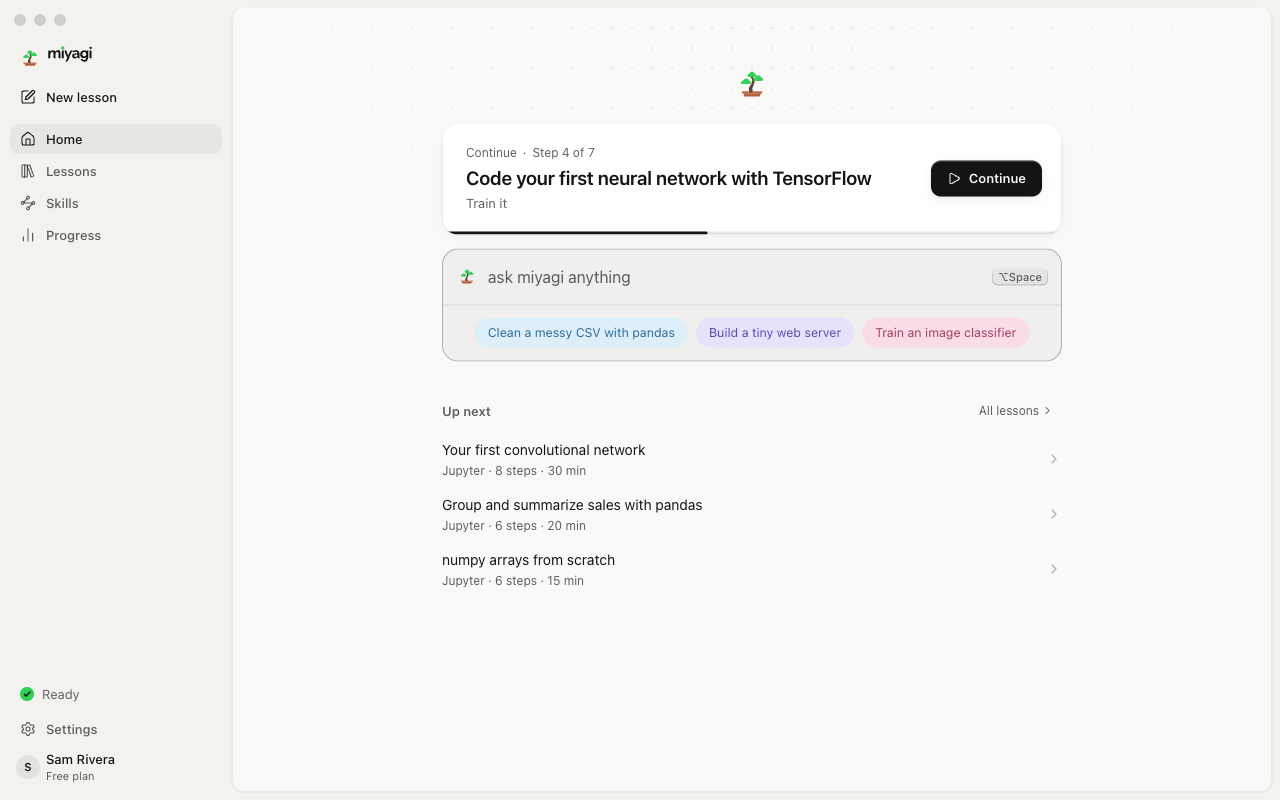 miyagi
New lesson
Home
Lessons
Skills
Progress
Ready
Settings
S
Sam Rivera
Free plan
Continue · Step 4 of 7
Code your first neural network with TensorFlow
Train it
Continue
ask miyagi anything
⌥Space
Clean a messy CSV with pandas
Build a tiny web server
Train an image classifier
Up next
All lessons
Your first convolutional network
Jupyter · 8 steps · 30 min
Group and summarize sales with pandas
Jupyter · 6 steps · 20 min
numpy arrays from scratch
Jupyter · 6 steps · 15 min